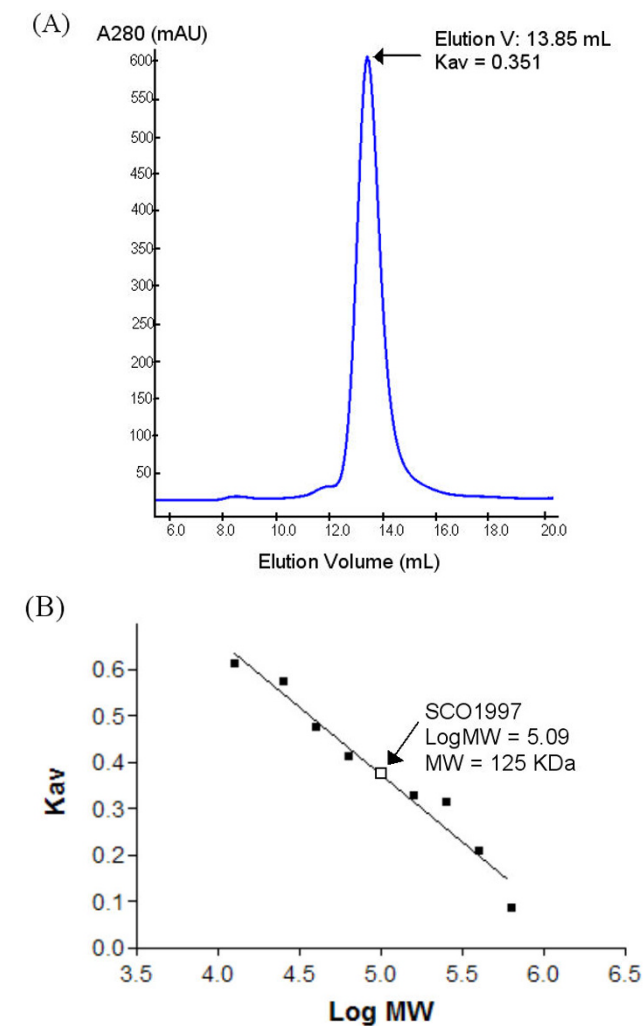 (A)
A280 (mAU)
Elution V: 13.85 mL
Kav = 0.351
600
550
500
450
400
350
300
250
200
150
100
50
6.0 8.0 10.0 12.0 14.0 16.0 18.0 20.0
Elution Volume (mL)
(B)
0.6
0.5
0.4
0.3
0.2
0.1
0.0
Kav
SCO1997
LogMW = 5.09
MW = 125 KDa
3.5 4.0 4.5 5.0 5.5 6.0 6.5
Log MW